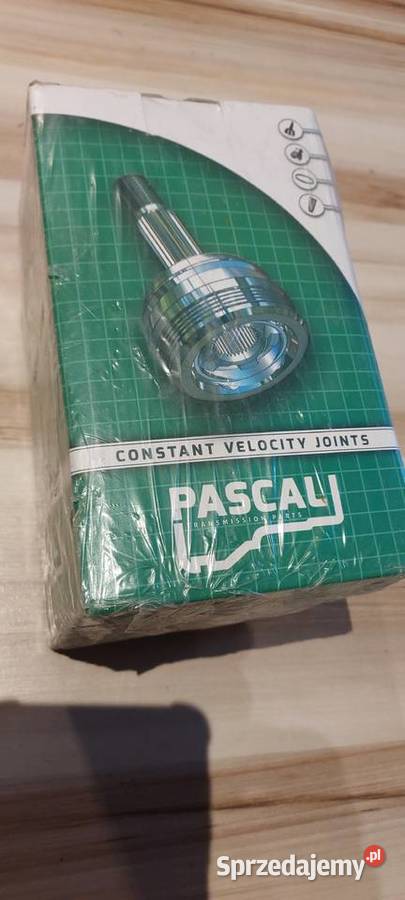 CONSTANT VELOCITY JOINTS
PASCAL
TRANSMISSION PARTS
Sprzedajemy.pl